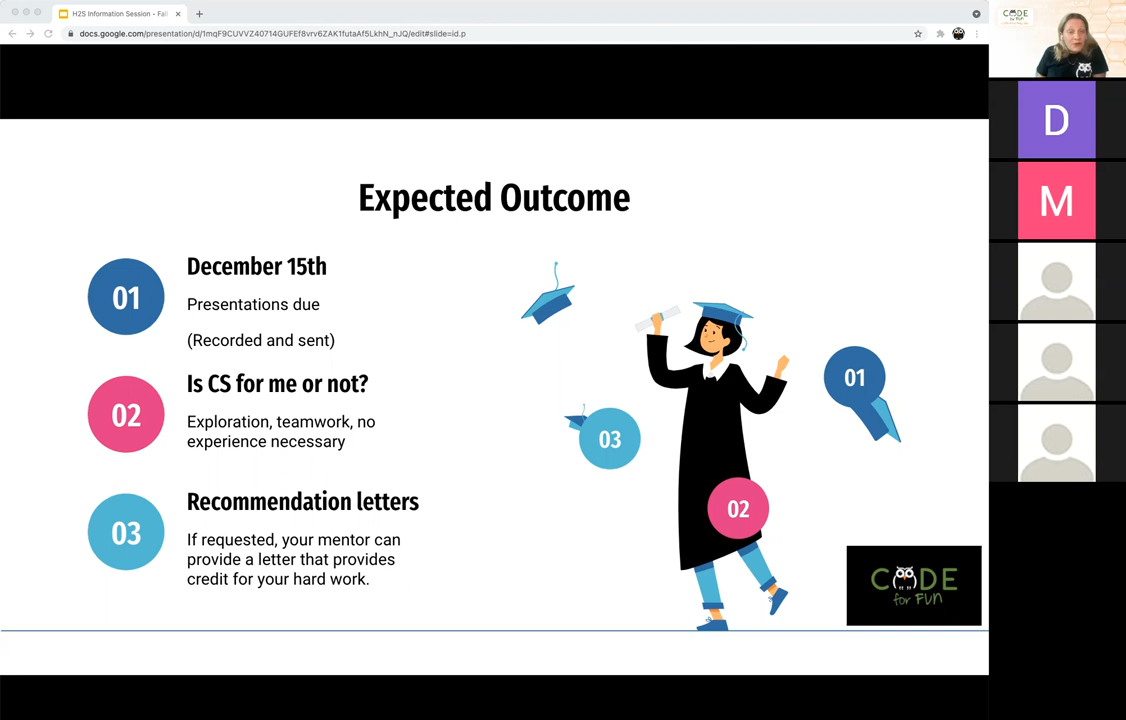 H2S Information Session - Fall
docs.google.com/presentation/d/1mqF9CUVVZ40714GUFEf8vrv6ZAK1futaAf5LkhN_nJQ/edit#slide=id.p
CODE
for FUN
D
M
Expected Outcome
01
December 15th
Presentations due
(Recorded and sent)
02
Is CS for me or not?
Exploration, teamwork, no
experience necessary
03
Recommendation letters
If requested, your mentor can
provide a letter that provides
credit for your hard work.
01
03
02
CODE
for FUN